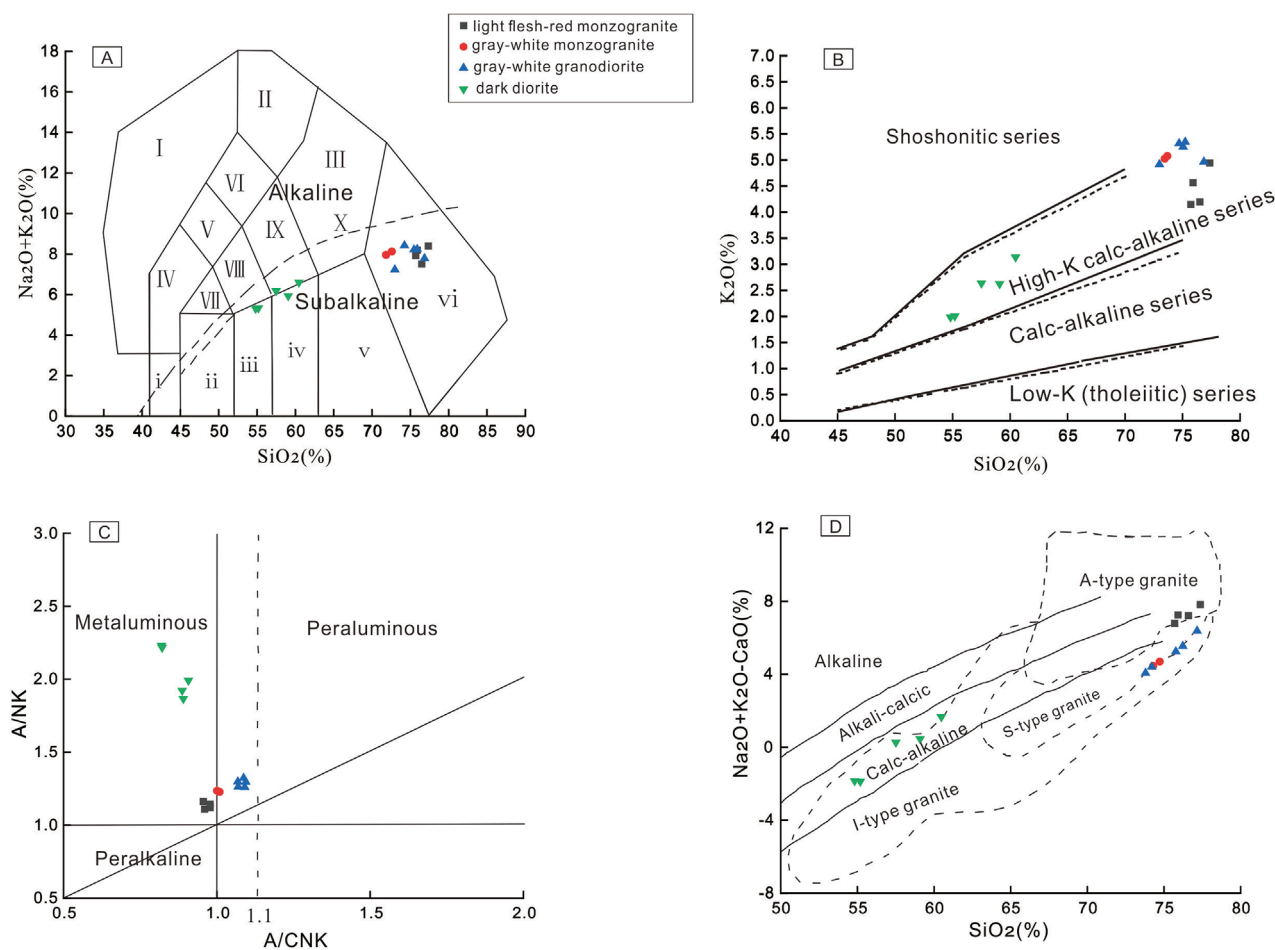 light flesh-red monzogranite
gray-white monzogranite
gray-white granodiorite
dark diorite
A
18
16
14
12
10
8
6
4
2
0
Na2O+K2O(%)
I
II
III
Alkaline
VI
X
V
IX
IV
VIII
VII
Subalkaline
vi
i
ii
iii
iv
v
30 35 40 45 50 55 60 65 70 75 80 85 90
SiO2(%)
B
7.0
6.5
6.0
5.5
5.0
4.5
4.0
3.5
3.0
2.5
2.0
1.5
1.0
0.5
0.0
K2O(%)
Shoshonitic series
High-K calc-alkaline series
Calc-alkaline series
Low-K (tholeiitic) series
40 45 50 55 60 65 70 75 80
SiO2(%)
C
3.0
2.5
2.0
1.5
1.0
0.5
A/NK
Metaluminous
Peraluminous
Peralkaline
0.5 1.0 1.1 1.5 2.0
A/CNK
D
12
8
4
0
-4
-8
Na2O+K2O-CaO(%)
A-type granite
Alkaline
Alkali-calcic
S-type granite
Calc-alkaline
I-type granite
50 55 60 65 70 75 80
SiO2(%)